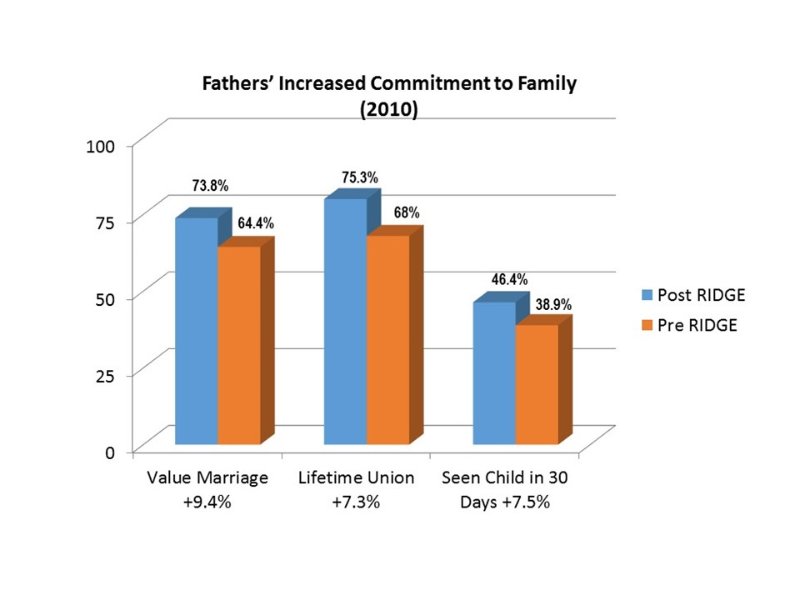 Fathers’ Increased Commitment to Family
(2010)
100
75
50
25
0
73.8%
64.4%
75.3%
68%
46.4%
38.9%
Value Marriage
+9.4%
Lifetime Union
+7.3%
Seen Child in 30
Days +7.5%
Post RIDGE
Pre RIDGE